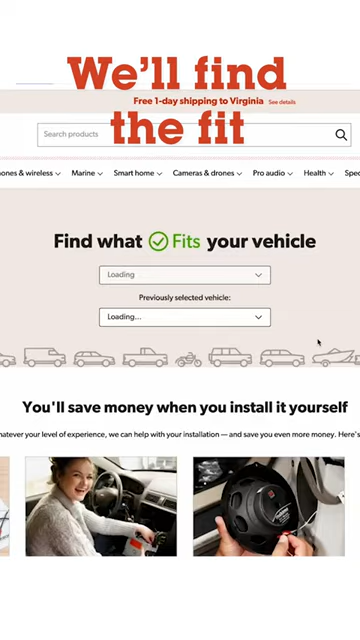 We'll find
Free 1-day shipping to Virginia See details
the fit
Search products
ones & wireless Marine Smart home Cameras & drones Pro audio Health Spec
Find what Fits your vehicle
Loading
Previously selected vehicle:
Loading...
You'll save money when you install it yourself
hatever your level of experience, we can help with your installation — and save you even more money. Here's